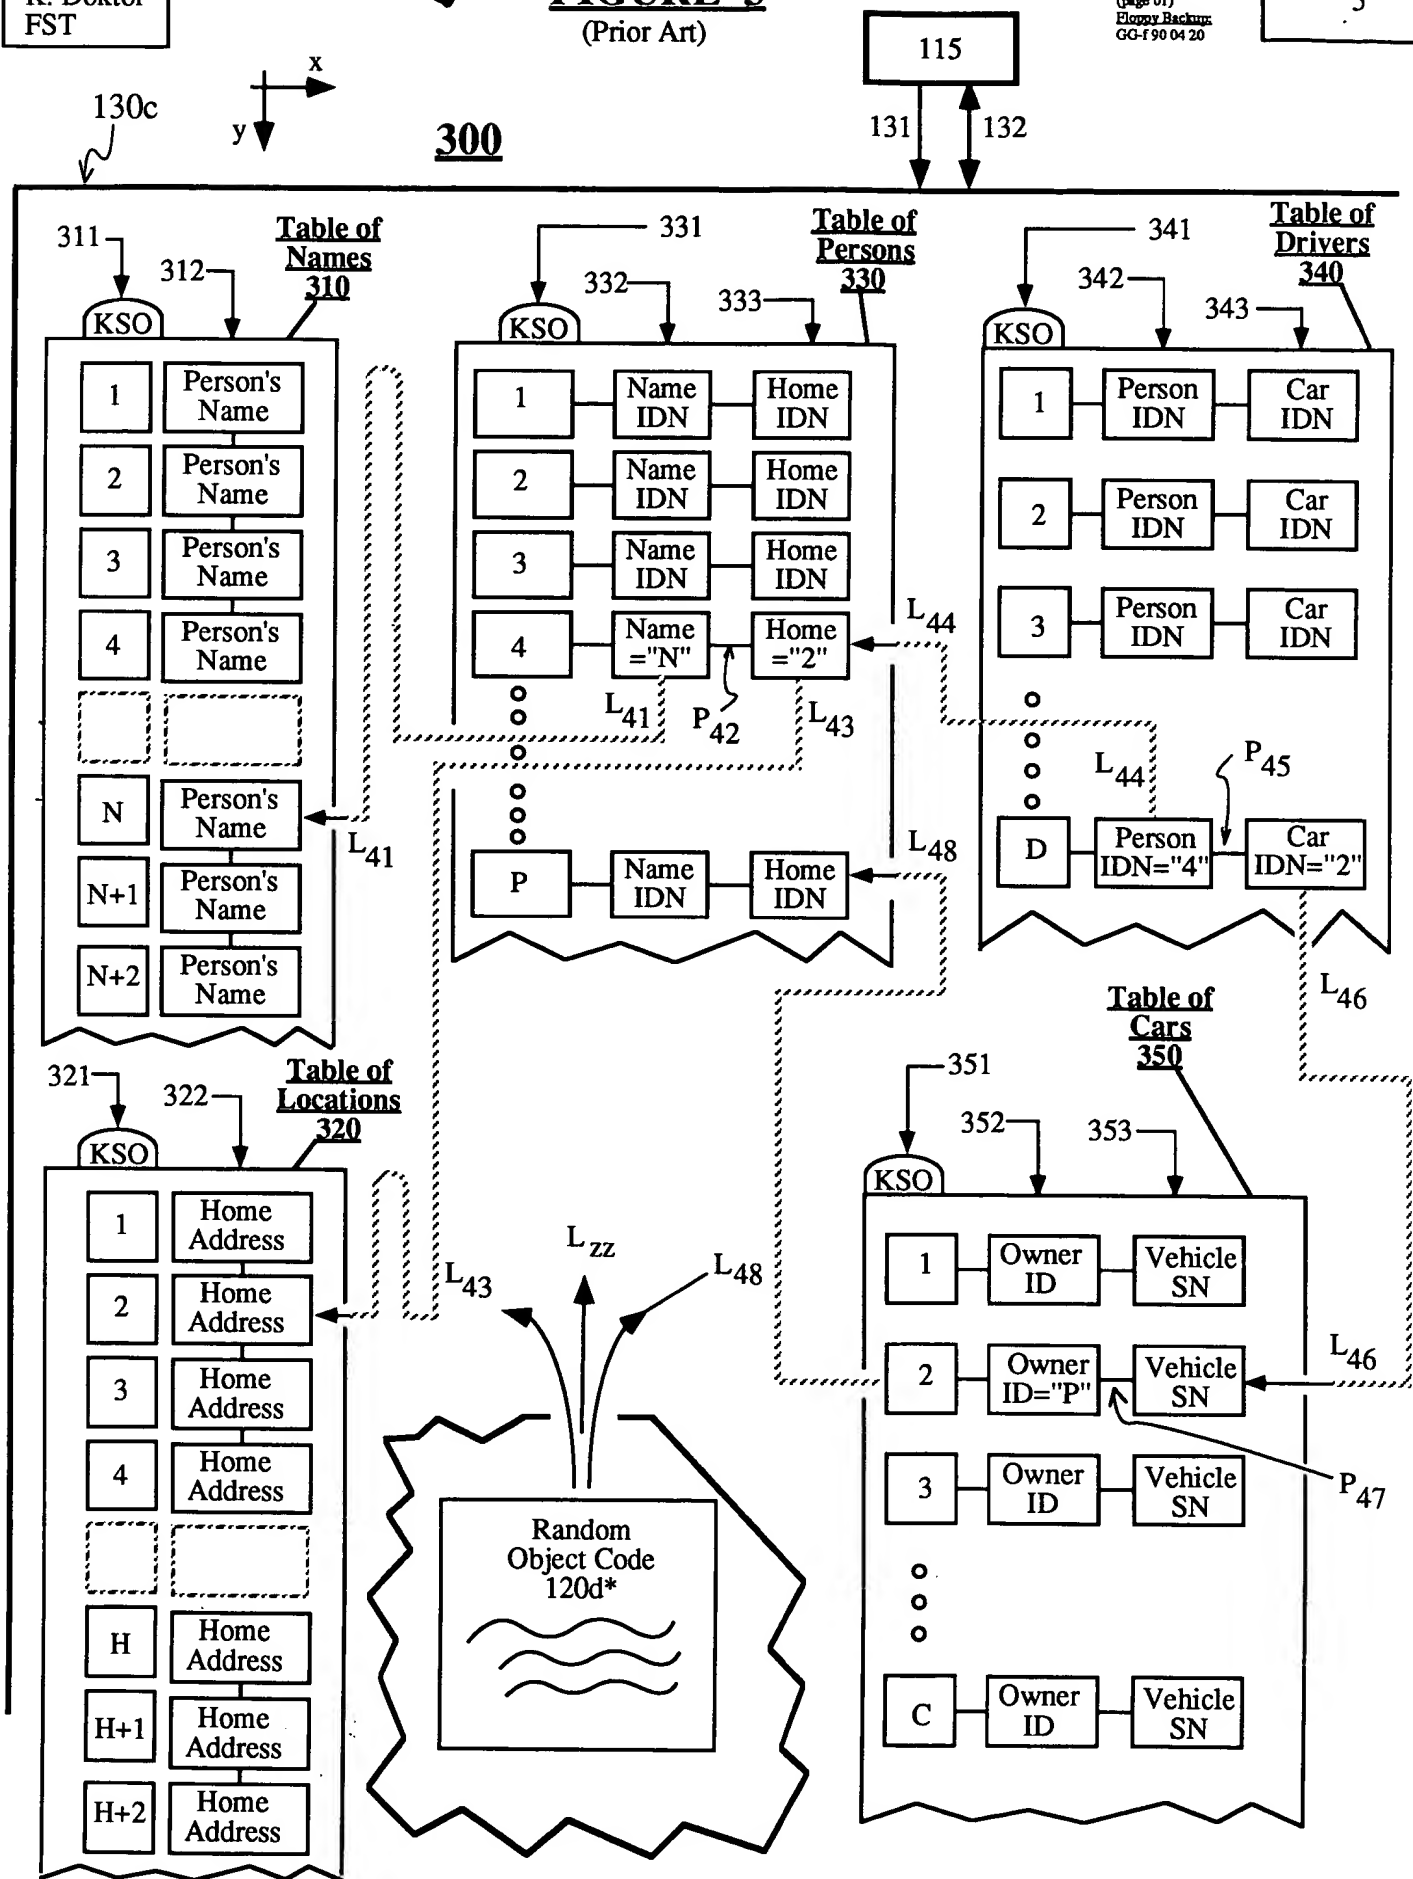 FST
(Prior Art)
Floppy Backup:
GG-f 90 04 20
115
x
y
130c
300
131
132
Table of
Names
310
311
312
KSO
1
Person's
Name
2
Person's
Name
3
Person's
Name
4
Person's
Name
N
Person's
Name
N+1
Person's
Name
N+2
Person's
Name
L41
Table of
Persons
330
331
332
333
KSO
1
Name
IDN
Home
IDN
2
Name
IDN
Home
IDN
3
Name
IDN
Home
IDN
4
Name
="N"
Home
="2"
L41
P42
L43
P
Name
IDN
Home
IDN
L44
L48
Table of
Drivers
340
341
342
343
KSO
1
Person
IDN
Car
IDN
2
Person
IDN
Car
IDN
3
Person
IDN
Car
IDN
L44
P45
D
Person
IDN="4"
Car
IDN="2"
L46
Table of
Locations
320
321
322
KSO
1
Home
Address
2
Home
Address
3
Home
Address
4
Home
Address
H
Home
Address
H+1
Home
Address
H+2
Home
Address
L43
Lzz
L48
Random
Object Code
120d*
Table of
Cars
350
351
352
353
KSO
1
Owner
ID
Vehicle
SN
2
Owner
ID="P"
Vehicle
SN
L46
3
Owner
ID
Vehicle
SN
P47
C
Owner
ID
Vehicle
SN